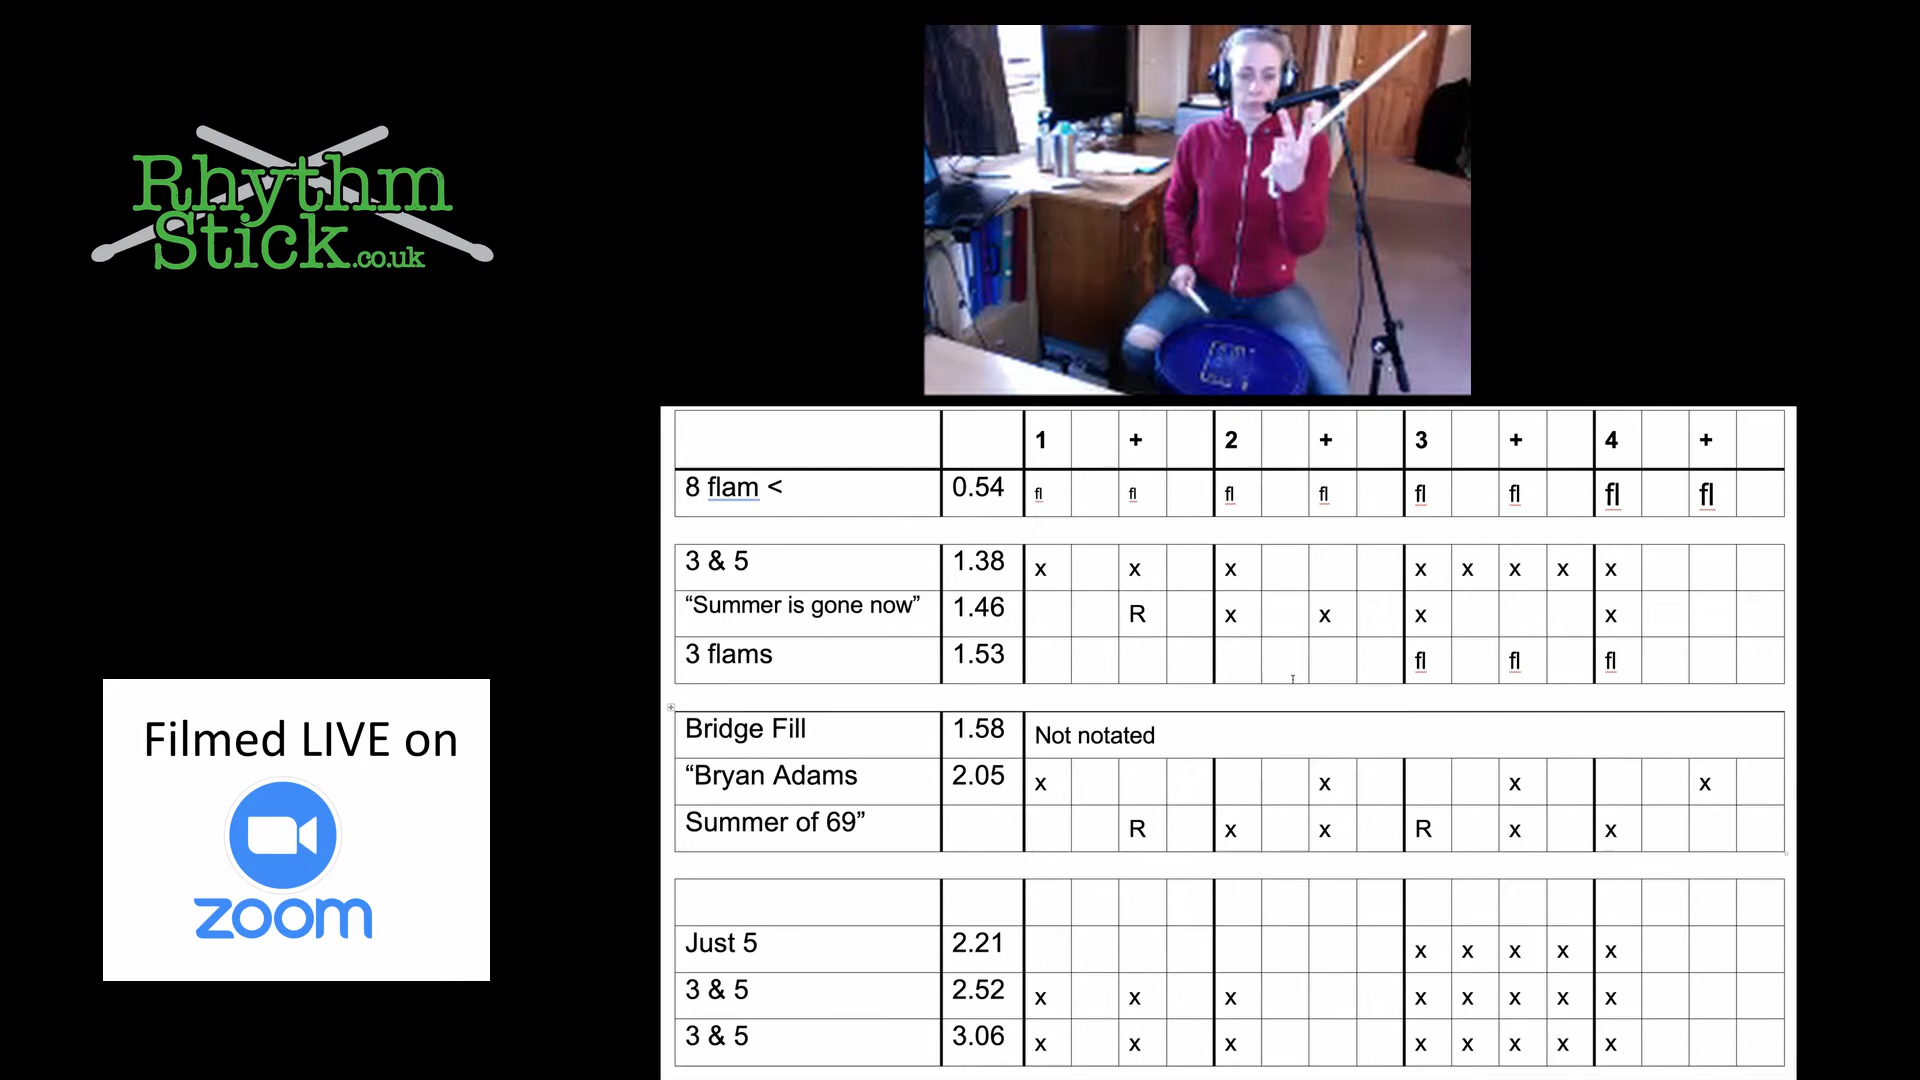 Rhythm
Stick.co.uk
Filmed LIVE on
zoom
1 + 2 + 3 + 4 +
8 flam < 0.54 fl fl fl fl fl fl fl fl
3 & 5 1.38 x x x x x x x x
“Summer is gone now” 1.46 R x x x x
3 flams 1.53 fl fl fl
Bridge Fill 1.58 Not notated
“Bryan Adams 2.05 x x x x
Summer of 69” R x x R x x
Just 5 2.21 x x x x x
3 & 5 2.52 x x x x x x x x
3 & 5 3.06 x x x x x x x x